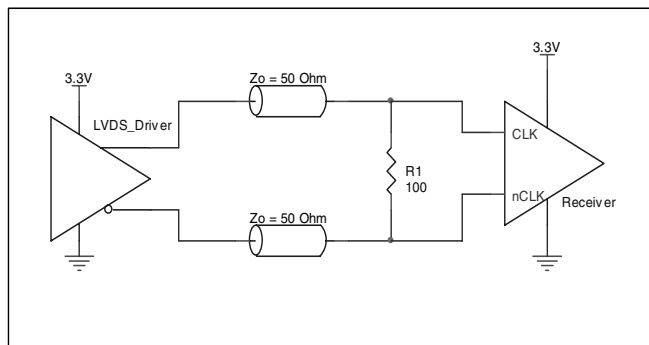 3.3V
LVDS_Driver
Zo = 50 Ohm
Zo = 50 Ohm
R1
100
3.3V
CLK
nCLK
Receiver